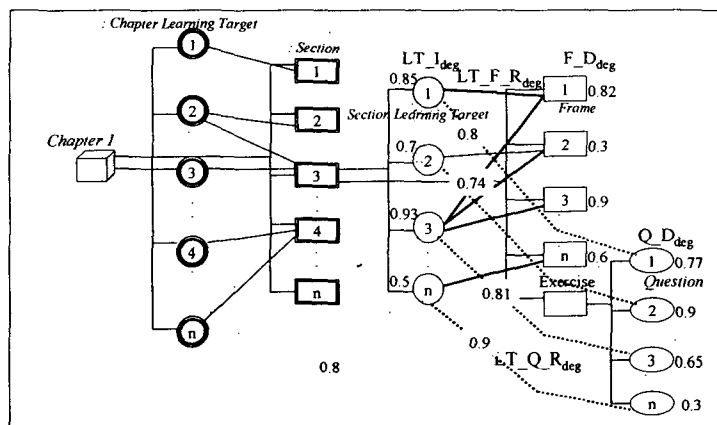 : Chapter Learning Target
: Section
LT_I_deg
F_D_deg
LT_F_R_deg
1
1
0.85
1
1
0.82
Frame
2
2
Section Learning Target
0.8
Chapter 1
0.7
2
2
0.3
3
3
0.74
3
0.9
0.93
3
Q_D_deg
4
4
n
0.6
1
0.77
0.5
n
n
0.81
Exercise
Question
2
0.9
n
0.9
0.8
LT_Q_R_deg
3
0.65
n
0.3